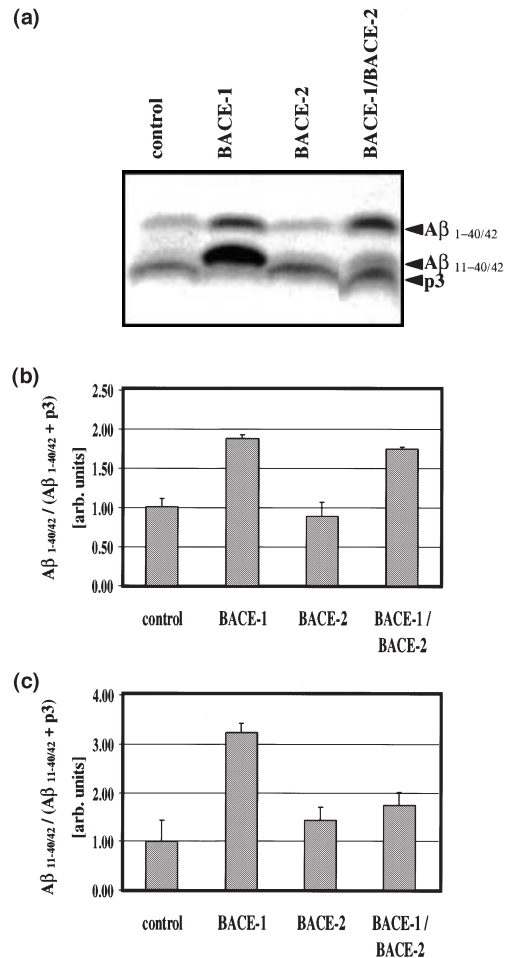 (a)
control
BACE-1
BACE-2
BACE-1/BACE-2
Aβ 1–40/42
Aβ 11–40/42
p3
(b)
Aβ 1-40/42 / (Aβ 1-40/42 + p3)
[arb. units]
2.50
2.00
1.50
1.00
0.50
0.00
control
BACE-1
BACE-2
BACE-1 /
BACE-2
(c)
Aβ 11-40/42 / (Aβ 11-40/42 + p3)
[arb. units]
4.00
3.00
2.00
1.00
0.00
control
BACE-1
BACE-2
BACE-1 /
BACE-2